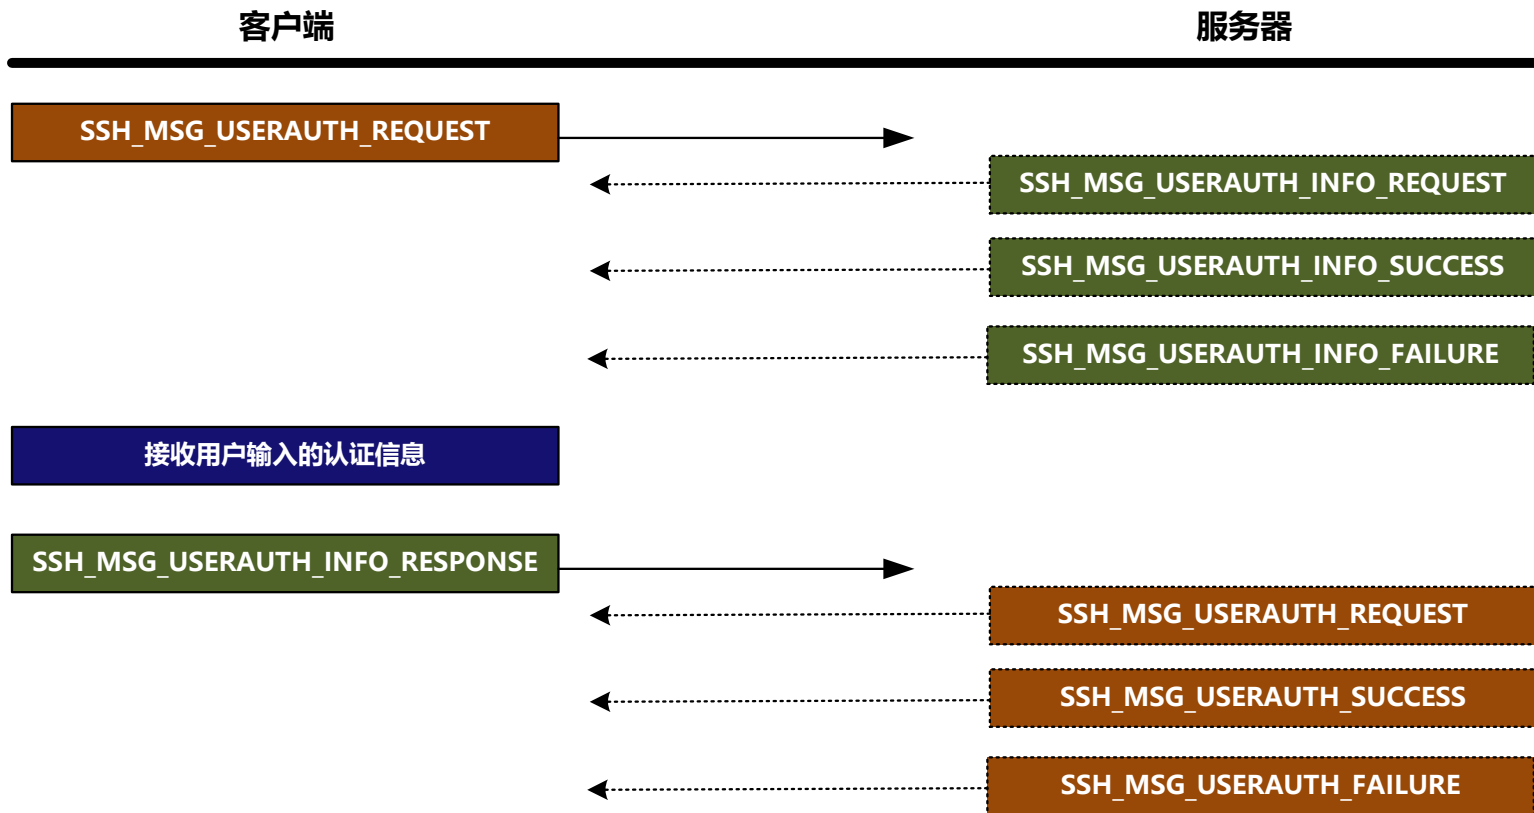 客户端
服务器
SSH_MSG_USERAUTH_REQUEST
SSH_MSG_USERAUTH_INFO_REQUEST
SSH_MSG_USERAUTH_INFO_SUCCESS
SSH_MSG_USERAUTH_INFO_FAILURE
接收用户输入的认证信息
SSH_MSG_USERAUTH_INFO_RESPONSE
SSH_MSG_USERAUTH_REQUEST
SSH_MSG_USERAUTH_SUCCESS
SSH_MSG_USERAUTH_FAILURE